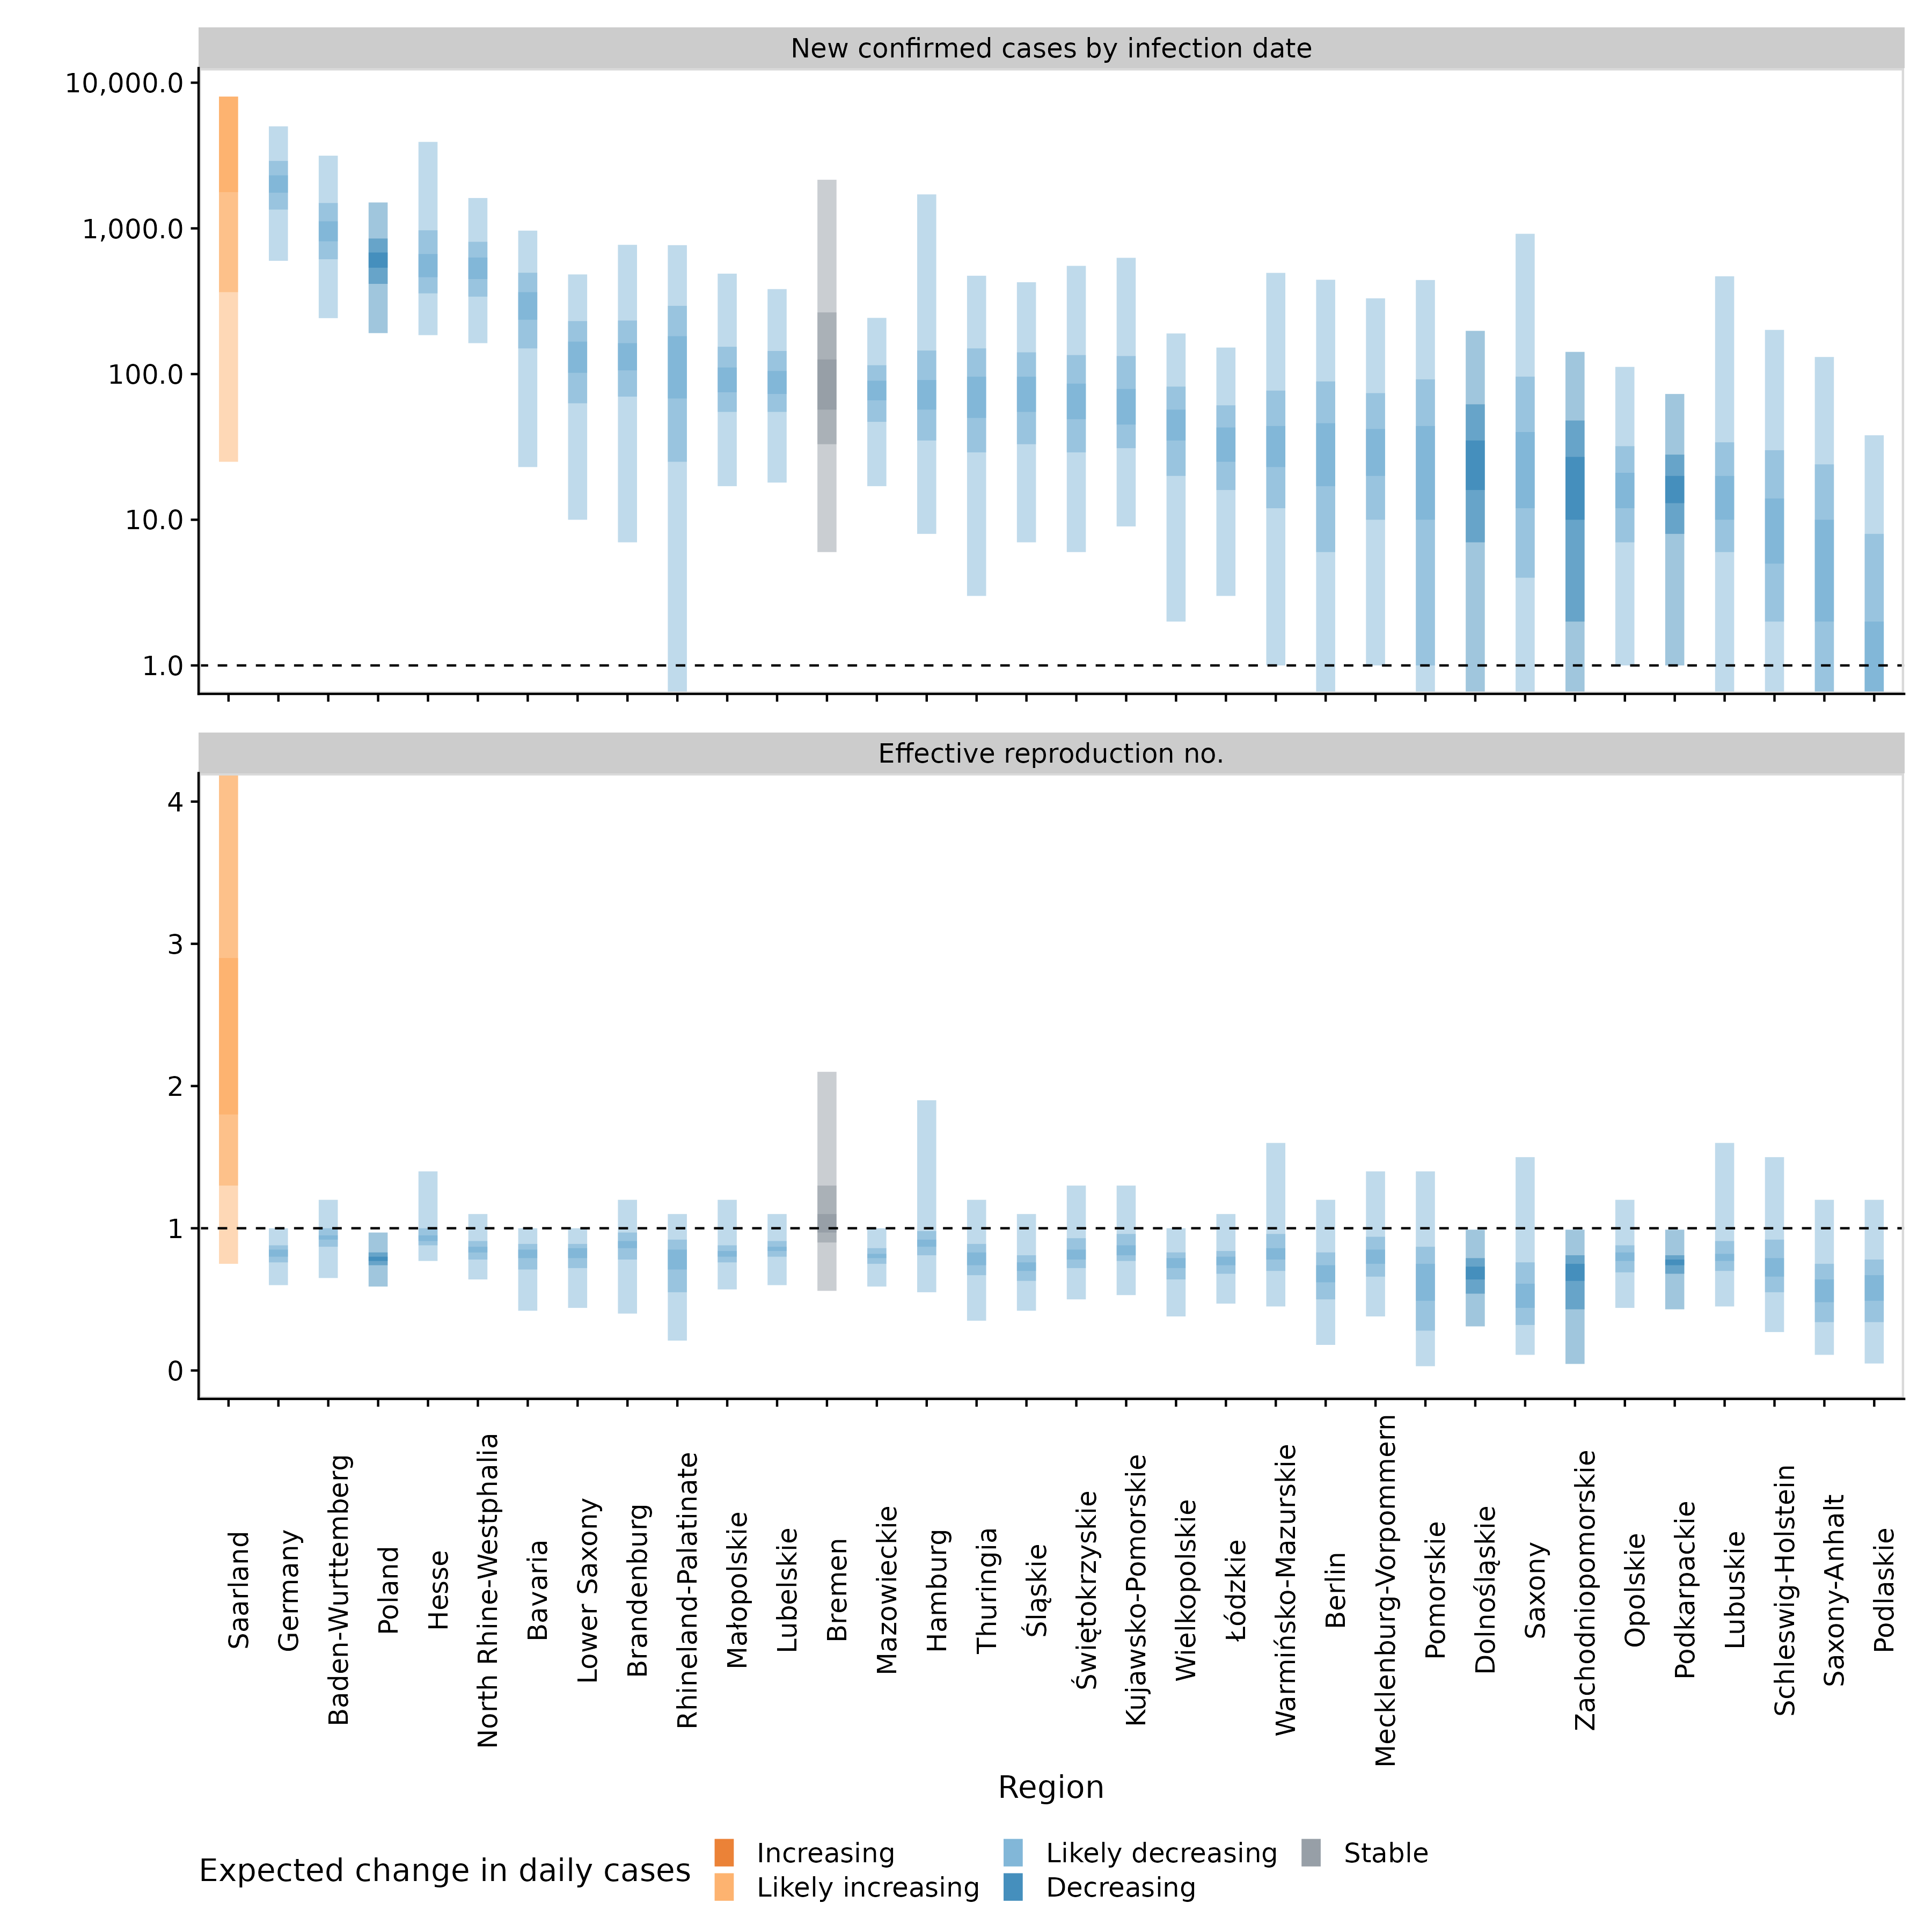 New confirmed cases by infection date
10,000.0
1,000.0
100.0
10.0
1.0
Effective reproduction no.
4
3
2
1
0
Saarland
Germany
Baden-Wurttemberg
Poland
Hesse
North Rhine-Westphalia
Bavaria
Lower Saxony
Brandenburg
Rhineland-Palatinate
Małopolskie
Lubelskie
Bremen
Mazowieckie
Hamburg
Thuringia
Śląskie
Świętokrzyskie
Kujawsko-Pomorskie
Wielkopolskie
Łódzkie
Warmińsko-Mazurskie
Berlin
Mecklenburg-Vorpommern
Pomorskie
Dolnośląskie
Saxony
Zachodniopomorskie
Opolskie
Podkarpackie
Lubuskie
Schleswig-Holstein
Saxony-Anhalt
Podlaskie
Region
Expected change in daily cases
Increasing
Likely increasing
Likely decreasing
Decreasing
Stable